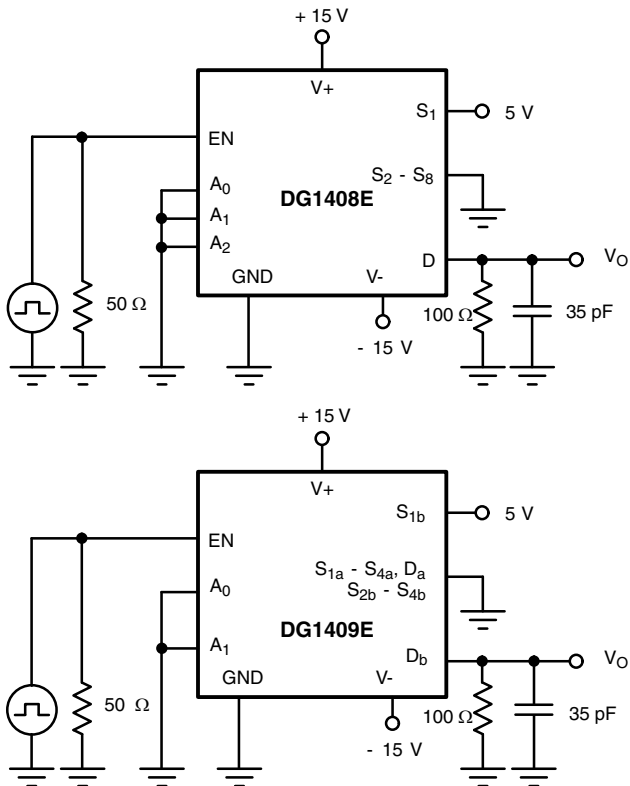 + 15 V
V+
S1 5 V
EN
S2 - S8
A0
DG1408E
A1
A2
D VO
GND V-
50 Ω 100 Ω 35 pF
- 15 V
+ 15 V
V+
S1b 5 V
EN
S1a - S4a, Da
A0
S2b - S4b
DG1409E
A1
Db VO
GND V-
50 Ω 100 Ω 35 pF
- 15 V